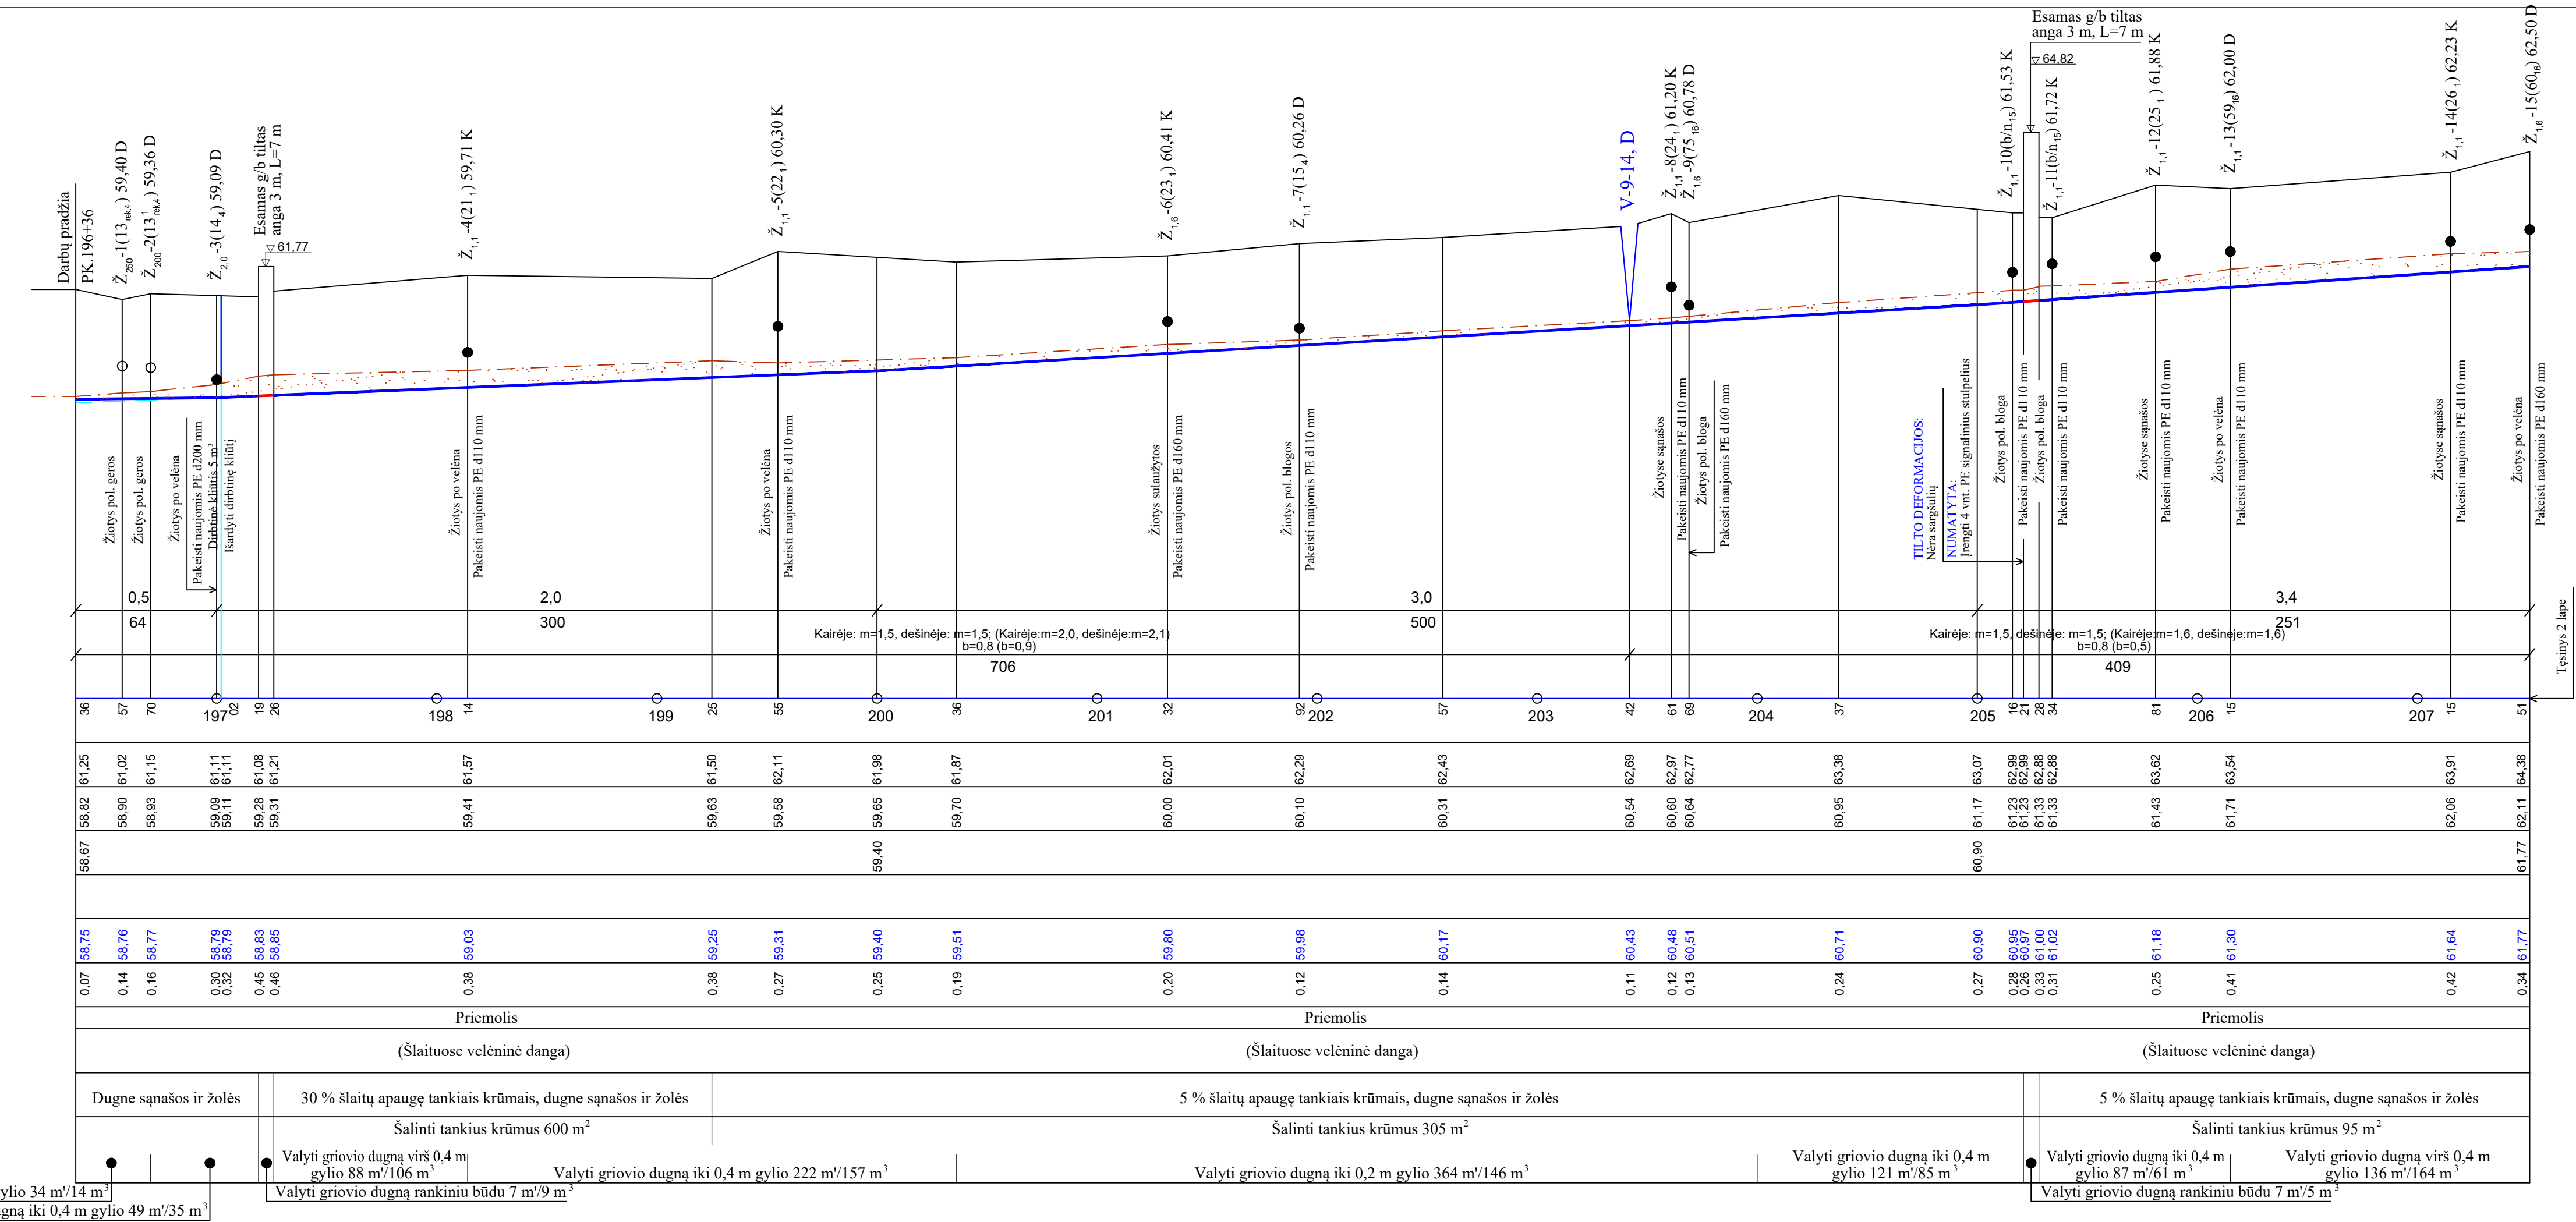 Darbų pradžia
PK.196+36
Ž250-1(13rek,4) 59,40 D
Ž200-2(13¹rek,4) 59,36 D
Ž2,0-3(14 4) 59,09 D
Esamas g/b tiltas
anga 3 m, L=7 m
61,77
Ž1,1-4(21 1) 59,71 K
Ž1,1-5(22 1) 60,30 K
Ž1,6-6(23 1) 60,41 K
Ž1,1-7(15 4) 60,26 D
V-9-14, D
Ž1,1-8(24 1) 61,20 K
Ž1,6-9(75 16) 60,78 D
Ž1,1-10(b/n 15) 61,53 K
Esamas g/b tiltas
anga 3 m, L=7 m
64,82
Ž1,1-11(b/n 15) 61,72 K
Ž1,1-12(25 1) 61,88 K
Ž1,1-13(59 16) 62,00 D
Ž1,1-14(26 1) 62,23 K
Ž1,6-15(60 16) 62,50 D
Žiotys pol. geros
Žiotys pol. geros
Žiotys po velėna
Pakeisti naujomis PE d200 mm
Dirbtinė kliūtis 5 m³
Išardyti dirbtinę kliūtį
Žiotys po velėna
Pakeisti naujomis PE d110 mm
Žiotys po velėna
Pakeisti naujomis PE d110 mm
Žiotys sulaužytos
Pakeisti naujomis PE d160 mm
Žiotys pol. blogos
Pakeisti naujomis PE d110 mm
Žiotyse sąnašos
Pakeisti naujomis PE d110 mm
Žiotys pol. bloga
Pakeisti naujomis PE d160 mm
TILTO DEFORMACIJOS:
Nėra sargšulių
NUMATYTA:
Įrengti 4 vnt. PE signalinius stulpelius
Žiotys pol. bloga
Pakeisti naujomis PE d110 mm
Žiotys pol. bloga
Pakeisti naujomis PE d110 mm
Žiotyse sąnašos
Pakeisti naujomis PE d110 mm
Žiotys po velėna
Pakeisti naujomis PE d110 mm
Žiotyse sąnašos
Pakeisti naujomis PE d110 mm
Žiotys po velėna
Pakeisti naujomis PE d160 mm
Tęsinys 2 lape
0,5 2,0 3,0 3,4
64 300 500 251
Kairėje: m=1,5, dešinėje: m=1,5; (Kairėje:m=2,0, dešinėje:m=2,1)
b=0,8 (b=0,9)
706
Kairėje: m=1,5, dešinėje: m=1,5; (Kairėje:m=1,6, dešinėje:m=1,6)
b=0,8 (b=0,5)
409
36 57 70 02 19 26 14 25 55 36 32 92 57 42 61 69 37 16 21 28 34 81 15 15 51
197 198 199 200 201 202 203 204 205 206 207
61,25 61,02 61,15 61,11 61,11 61,08 61,21 61,57 61,50 62,11 61,98 61,87 62,01 62,29 62,43 62,69 62,97 62,77 63,38 63,07 62,99 62,99 62,88 62,88 63,62 63,54 63,91 64,38
58,82 58,90 58,93 59,09 59,11 59,28 59,31 59,41 59,63 59,58 59,65 59,70 60,00 60,10 60,31 60,54 60,60 60,64 60,95 61,17 61,23 61,23 61,33 61,33 61,43 61,71 62,06 62,11
58,67 59,40 60,90 61,77
58,75 58,76 58,77 58,79 58,79 58,83 58,85 59,03 59,25 59,31 59,40 59,51 59,80 59,98 60,17 60,43 60,48 60,51 60,71 60,90 60,95 60,97 61,00 61,02 61,18 61,30 61,64 61,77
0,07 0,14 0,16 0,30 0,32 0,45 0,46 0,38 0,38 0,27 0,25 0,19 0,20 0,12 0,14 0,11 0,12 0,13 0,24 0,27 0,28 0,26 0,33 0,31 0,25 0,41 0,42 0,34
Priemolis Priemolis Priemolis
(Šlaituose velėninė danga) (Šlaituose velėninė danga) (Šlaituose velėninė danga)
Dugne sąnašos ir žolės 30 % šlaitų apaugę tankiais krūmais, dugne sąnašos ir žolės 5 % šlaitų apaugę tankiais krūmais, dugne sąnašos ir žolės 5 % šlaitų apaugę tankiais krūmais, dugne sąnašos ir žolės
Šalinti tankius krūmus 600 m² Šalinti tankius krūmus 305 m² Šalinti tankius krūmus 95 m²
Valyti griovio dugną virš 0,4 m
gylio 88 m'/106 m³
Valyti griovio dugną iki 0,4 m gylio 222 m'/157 m³
Valyti griovio dugną iki 0,2 m gylio 364 m'/146 m³
Valyti griovio dugną iki 0,4 m
gylio 121 m'/85 m³
Valyti griovio dugną iki 0,4 m
gylio 87 m'/61 m³
Valyti griovio dugną virš 0,4 m
gylio 136 m'/164 m³
ylio 34 m'/14 m³
Valyti griovio dugną rankiniu būdu 7 m'/9 m³
Valyti griovio dugną rankiniu būdu 7 m'/5 m³
gną iki 0,4 m gylio 49 m'/35 m³